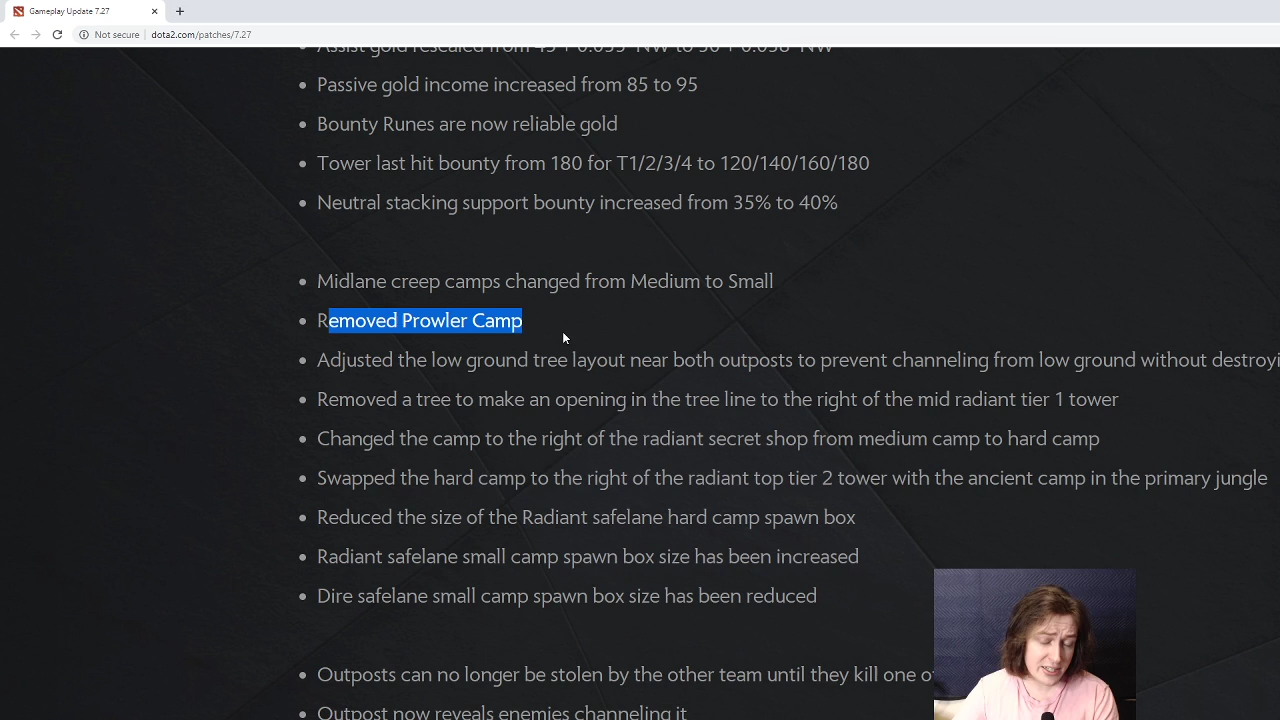 Gameplay Update 7.27
Not secure
dota2.com/patches/7.27
Assist gold rescaled from
Passive gold income increased from 85 to 95
Bounty Runes are now reliable gold
Tower last hit bounty from 180 for T1/2/3/4 to 120/140/160/180
Neutral stacking support bounty increased from 35% to 40%
Midlane creep camps changed from Medium to Small
Removed Prowler Camp
Adjusted the low ground tree layout near both outposts to prevent channeling from low ground without destroyi
Removed a tree to make an opening in the tree line to the right of the mid radiant tier 1 tower
Changed the camp to the right of the radiant secret shop from medium camp to hard camp
Swapped the hard camp to the right of the radiant top tier 2 tower with the ancient camp in the primary jungle
Reduced the size of the Radiant safelane hard camp spawn box
Radiant safelane small camp spawn box size has been increased
Dire safelane small camp spawn box size has been reduced
Outposts can no longer be stolen by the other team until they kill one o
Outpost now reveals enemies channeling it